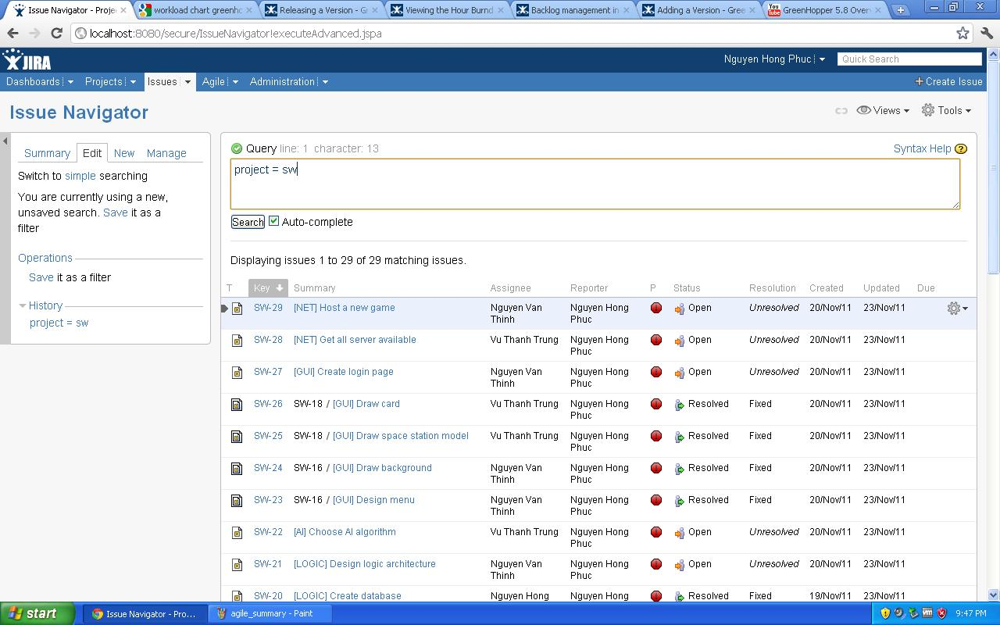 Issue Navigator - Proje
workload chart greenho
Releasing a Version - Gr
Viewing the Hour Burnd
Backlog management in
Adding a Version - Gree
You Tube GreenHopper 5.8 Over
localhost:8080/secure/IssueNavigator!executeAdvanced.jspa
JIRA
Nguyen Hong Phuc
Quick Search
Dashboards Projects Issues Agile Administration
+ Create Issue
Issue Navigator
Views Tools
Summary Edit New Manage
Switch to simple searching
You are currently using a new,
unsaved search. Save it as a
filter
Operations
Save it as a filter
History
project = sw
Query line: 1 character: 13
Syntax Help ?
project = sw
Search Auto-complete
Displaying issues 1 to 29 of 29 matching issues.
T Key Summary Assignee Reporter P Status Resolution Created Updated Due
SW-29 [NET] Host a new game Nguyen Van Thinh Nguyen Hong Phuc Open Unresolved 20/Nov/11 23/Nov/11
SW-28 [NET] Get all server available Vu Thanh Trung Nguyen Hong Phuc Open Unresolved 20/Nov/11 23/Nov/11
SW-27 [GUI] Create login page Nguyen Van Thinh Nguyen Hong Phuc Open Unresolved 20/Nov/11 23/Nov/11
SW-26 SW-18 / [GUI] Draw card Vu Thanh Trung Nguyen Hong Phuc Resolved Fixed 20/Nov/11 23/Nov/11
SW-25 SW-18 / [GUI] Draw space station model Vu Thanh Trung Nguyen Hong Phuc Resolved Fixed 20/Nov/11 23/Nov/11
SW-24 SW-16 / [GUI] Draw background Nguyen Van Thinh Nguyen Hong Phuc Resolved Fixed 20/Nov/11 23/Nov/11
SW-23 SW-16 / [GUI] Design menu Nguyen Van Thinh Nguyen Hong Phuc Resolved Fixed 20/Nov/11 23/Nov/11
SW-22 [AI] Choose AI algorithm Vu Thanh Trung Nguyen Hong Phuc Open Unresolved 20/Nov/11 23/Nov/11
SW-21 [LOGIC] Design logic architecture Nguyen Van Thinh Nguyen Hong Phuc Open Unresolved 20/Nov/11 23/Nov/11
SW-20 [LOGIC] Create database Nguyen Hong Nguyen Hong Resolved Fixed 19/Nov/11 23/Nov/11
start
Issue Navigator - Pro...
agile_summary - Paint
9:47 PM